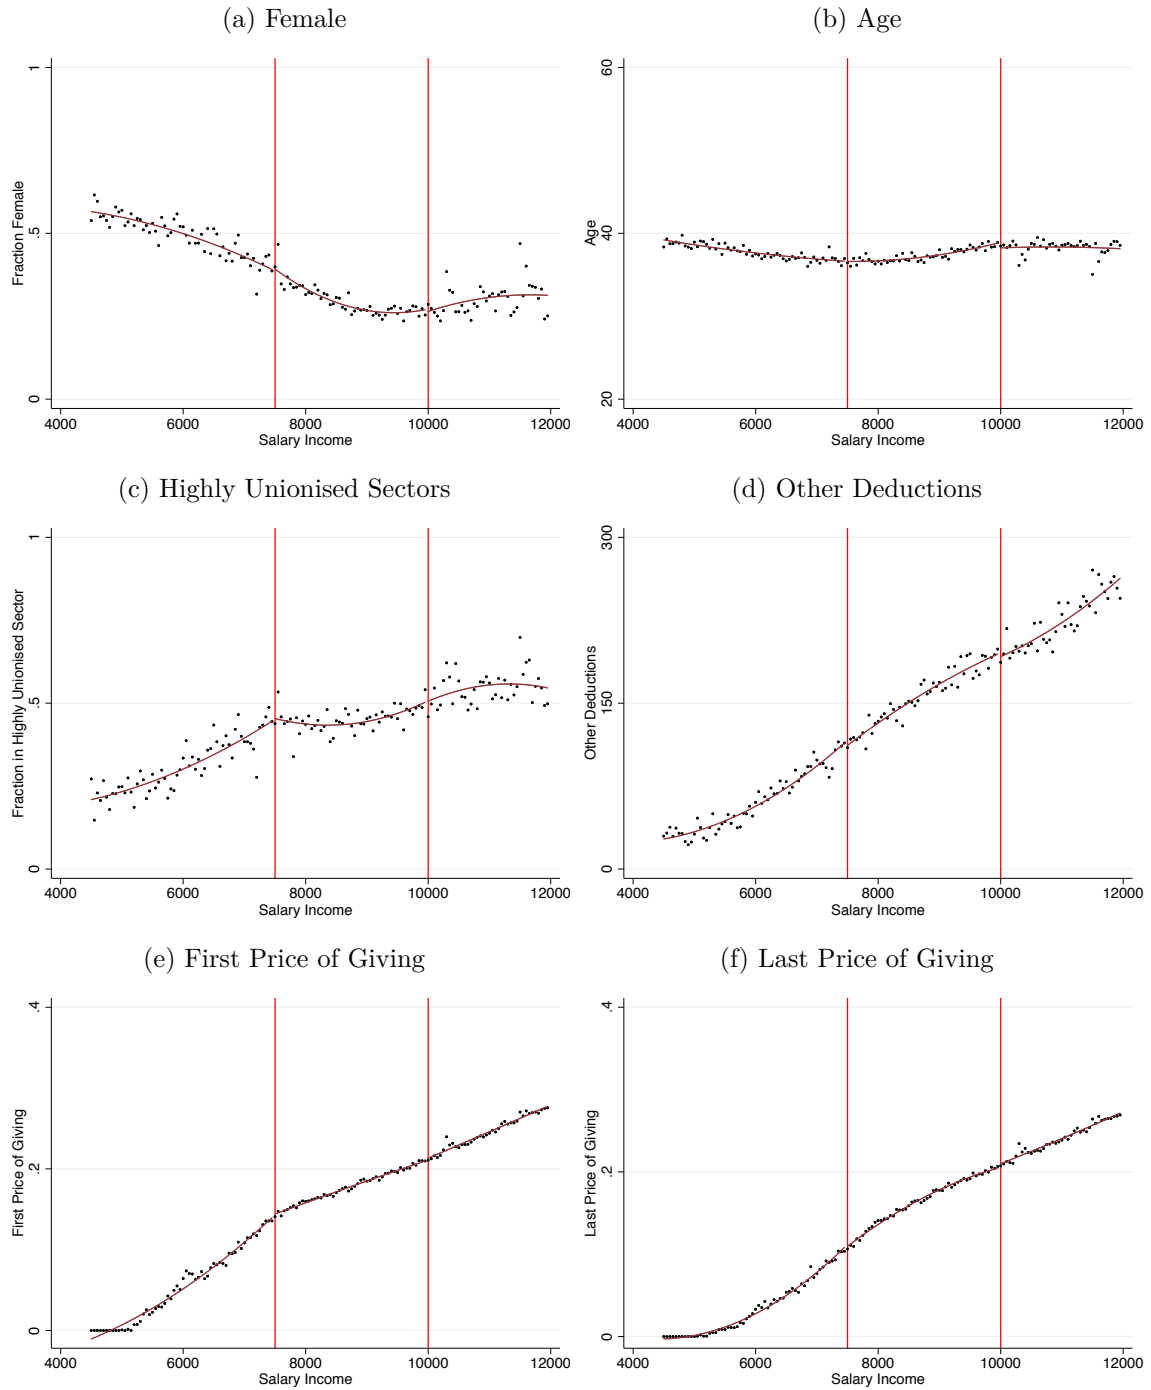 (a) Female
1
.5
0
Fraction Female
4000 6000 8000 10000 12000
Salary Income
(b) Age
60
40
20
Age
4000 6000 8000 10000 12000
Salary Income
(c) Highly Unionised Sectors
1
.5
0
Fraction in Highly Unionised Sector
4000 6000 8000 10000 12000
Salary Income
(d) Other Deductions
300
150
0
Other Deductions
4000 6000 8000 10000 12000
Salary Income
(e) First Price of Giving
.4
.2
0
First Price of Giving
4000 6000 8000 10000 12000
Salary Income
(f) Last Price of Giving
.4
.2
0
Last Price of Giving
4000 6000 8000 10000 12000
Salary Income